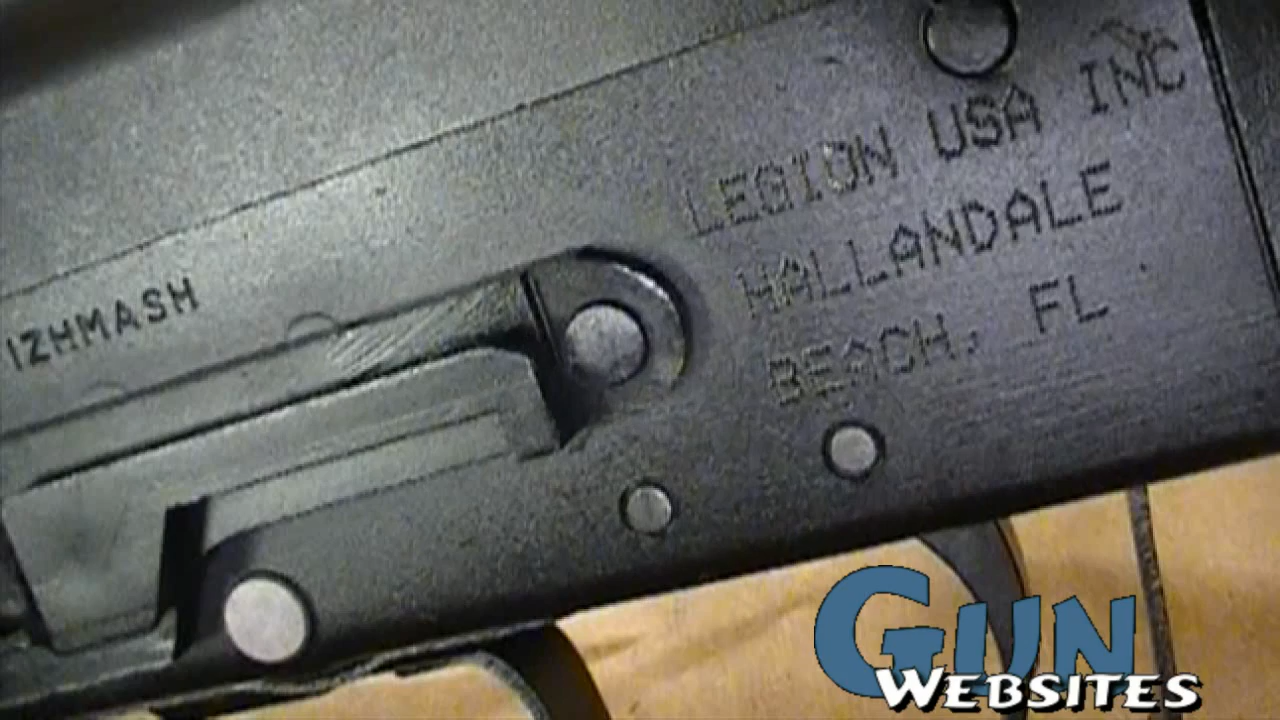 LEGION USA INC
HALLANDALE
BEACH, FL
IZHMASH
GUN
WEBSITES